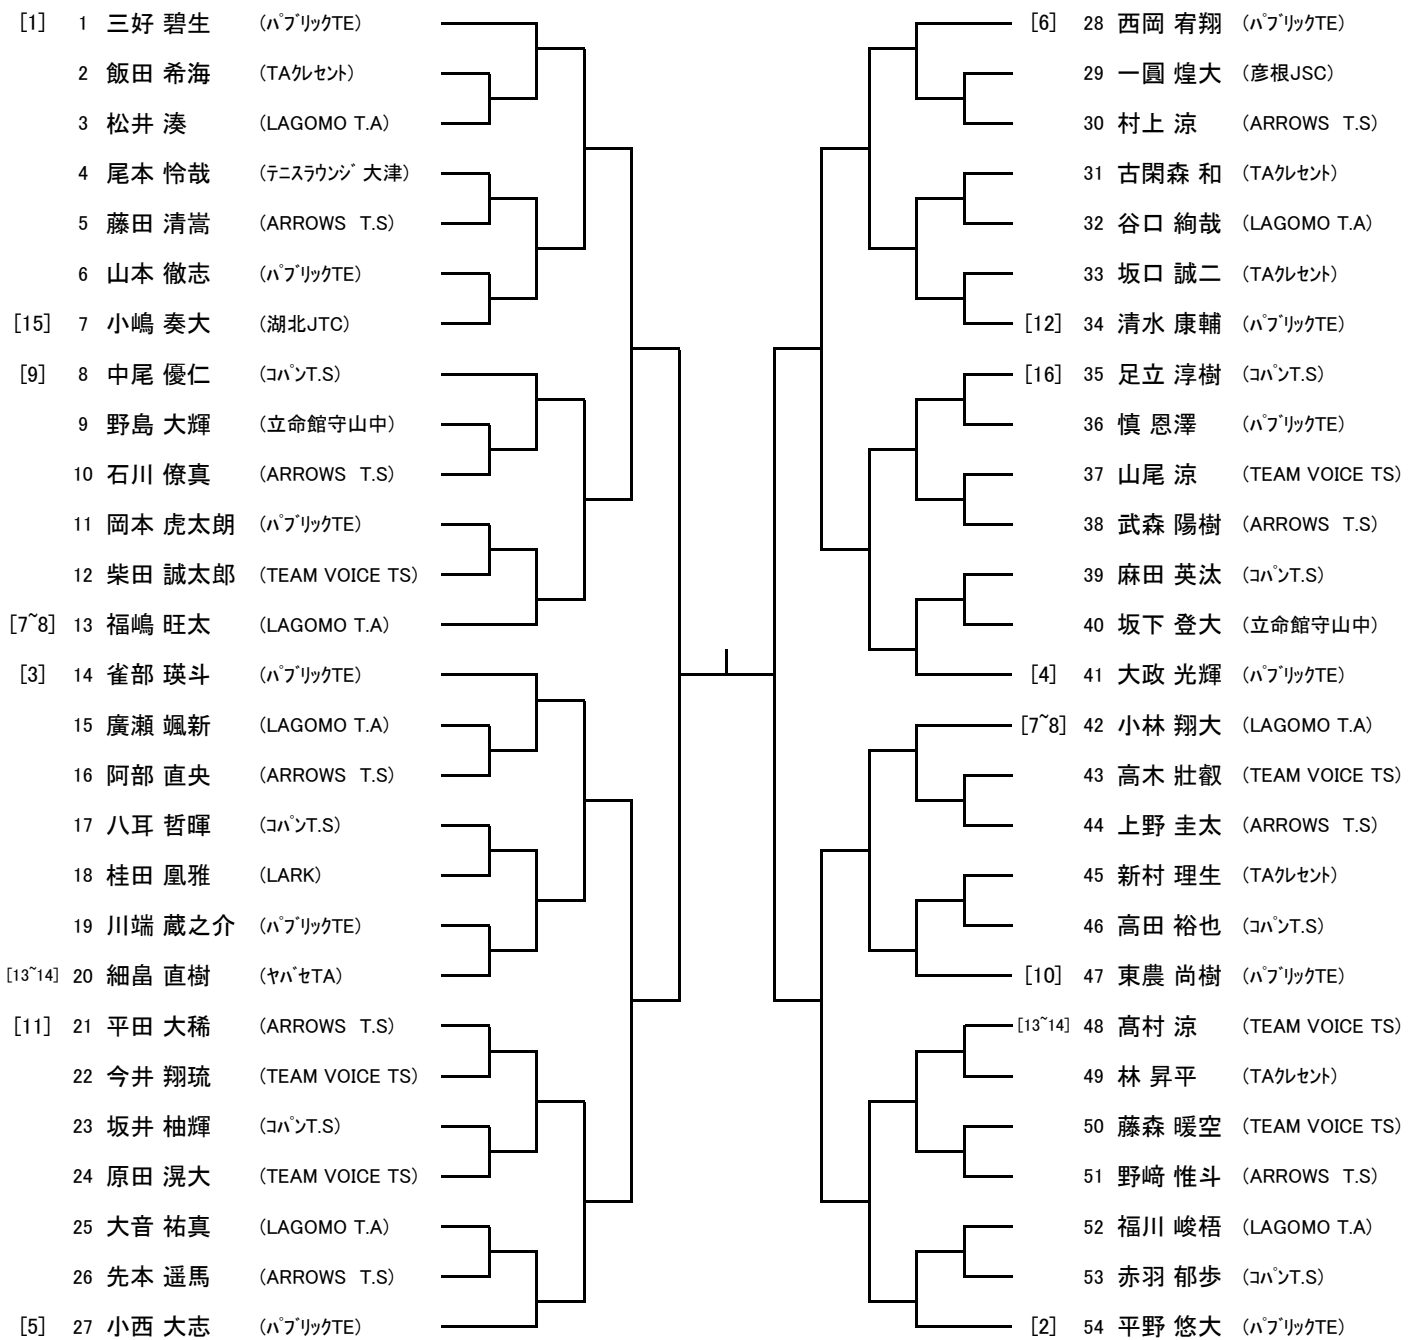 [1] 1 三好 碧生 (ﾊﾟﾌﾞﾘｯｸTE)
2 飯田 希海 (TAｸﾚｾﾝﾄ)
3 松井 湊 (LAGOMO T.A)
4 尾本 怜哉 (ﾃﾆｽﾗｳﾝｼﾞ 大津)
5 藤田 清嵩 (ARROWS T.S)
6 山本 徹志 (ﾊﾟﾌﾞﾘｯｸTE)
[15] 7 小嶋 奏大 (湖北JTC)
[9] 8 中尾 優仁 (ｺﾊﾟﾝT.S)
9 野島 大輝 (立命館守山中)
10 石川 僚真 (ARROWS T.S)
11 岡本 虎太朗 (ﾊﾟﾌﾞﾘｯｸTE)
12 柴田 誠太郎 (TEAM VOICE TS)
[7~8] 13 福嶋 旺太 (LAGOMO T.A)
[3] 14 雀部 瑛斗 (ﾊﾟﾌﾞﾘｯｸTE)
15 廣瀬 颯新 (LAGOMO T.A)
16 阿部 直央 (ARROWS T.S)
17 八耳 哲暉 (ｺﾊﾟﾝT.S)
18 桂田 凰雅 (LARK)
19 川端 蔵之介 (ﾊﾟﾌﾞﾘｯｸTE)
[13~14] 20 細畠 直樹 (ﾔﾊﾞｾTA)
[11] 21 平田 大稀 (ARROWS T.S)
22 今井 翔琉 (TEAM VOICE TS)
23 坂井 柚輝 (ｺﾊﾟﾝT.S)
24 原田 滉大 (TEAM VOICE TS)
25 大音 祐真 (LAGOMO T.A)
26 先本 遥馬 (ARROWS T.S)
[5] 27 小西 大志 (ﾊﾟﾌﾞﾘｯｸTE)
[6] 28 西岡 宥翔 (ﾊﾟﾌﾞﾘｯｸTE)
29 一圓 煌大 (彦根JSC)
30 村上 涼 (ARROWS T.S)
31 古閑森 和 (TAｸﾚｾﾝﾄ)
32 谷口 絢哉 (LAGOMO T.A)
33 坂口 誠二 (TAｸﾚｾﾝﾄ)
[12] 34 清水 康輔 (ﾊﾟﾌﾞﾘｯｸTE)
[16] 35 足立 淳樹 (ｺﾊﾟﾝT.S)
36 慎 恩澤 (ﾊﾟﾌﾞﾘｯｸTE)
37 山尾 涼 (TEAM VOICE TS)
38 武森 陽樹 (ARROWS T.S)
39 麻田 英汰 (ｺﾊﾟﾝT.S)
40 坂下 登大 (立命館守山中)
[4] 41 大政 光輝 (ﾊﾟﾌﾞﾘｯｸTE)
[7~8] 42 小林 翔大 (LAGOMO T.A)
43 高木 壯叡 (TEAM VOICE TS)
44 上野 圭太 (ARROWS T.S)
45 新村 理生 (TAｸﾚｾﾝﾄ)
46 高田 裕也 (ｺﾊﾟﾝT.S)
[10] 47 東農 尚樹 (ﾊﾟﾌﾞﾘｯｸTE)
[13~14] 48 髙村 涼 (TEAM VOICE TS)
49 林 昇平 (TAｸﾚｾﾝﾄ)
50 藤森 暖空 (TEAM VOICE TS)
51 野﨑 惟斗 (ARROWS T.S)
52 福川 峻梧 (LAGOMO T.A)
53 赤羽 郁歩 (ｺﾊﾟﾝT.S)
[2] 54 平野 悠大 (ﾊﾟﾌﾞﾘｯｸTE)